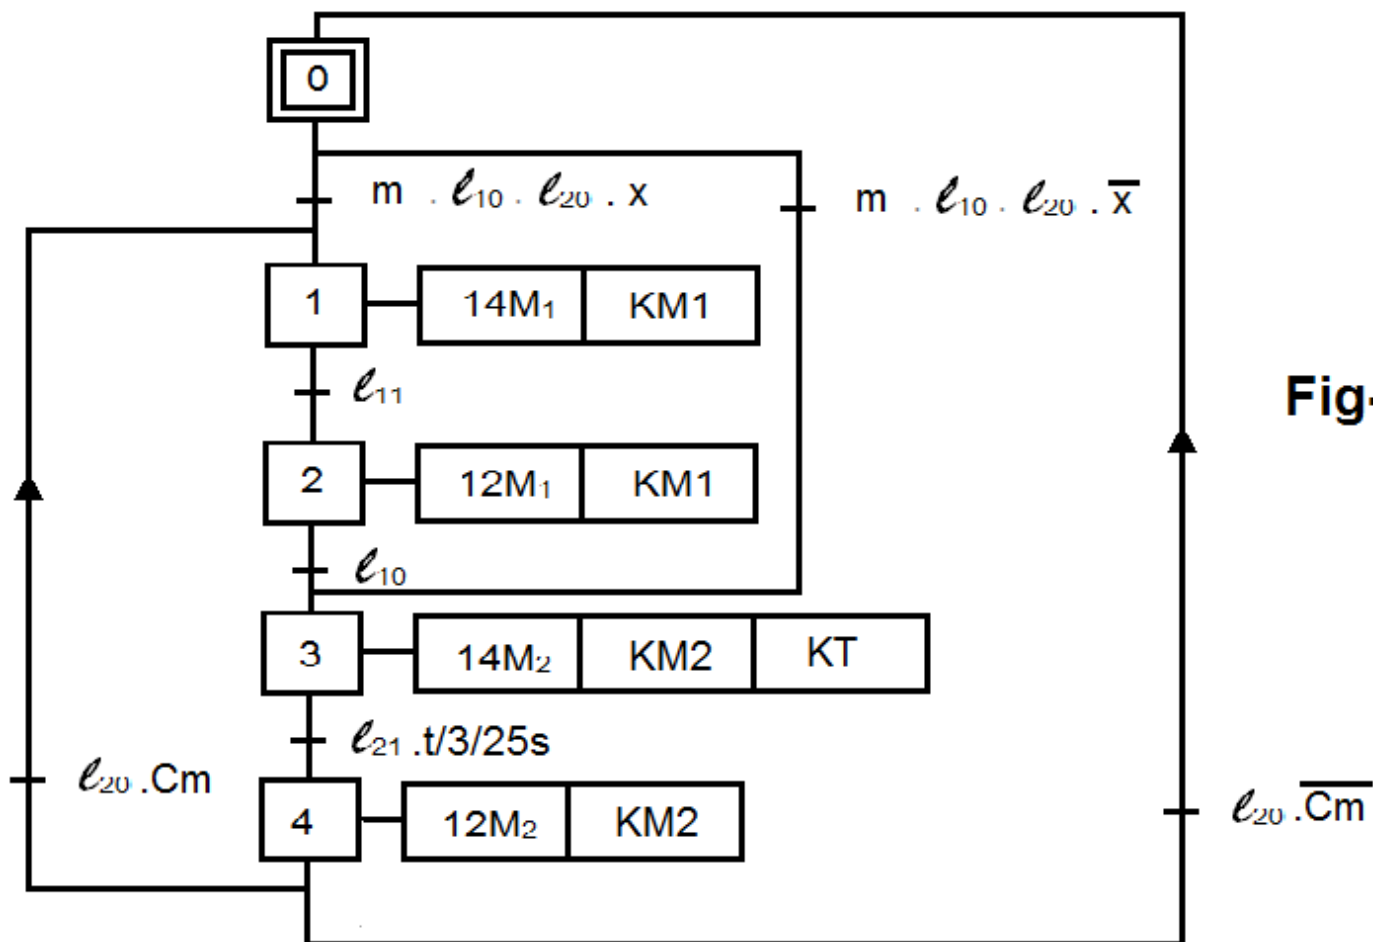 0
m . ℓ10 . ℓ20 . x
m . ℓ10 . ℓ20 . x̅
1 14M1 KM1
ℓ11
Fig-
2 12M1 KM1
ℓ10
3 14M2 KM2 KT
ℓ21 .t/3/25s
ℓ20 .Cm
4 12M2 KM2
ℓ20 .C̅m̅